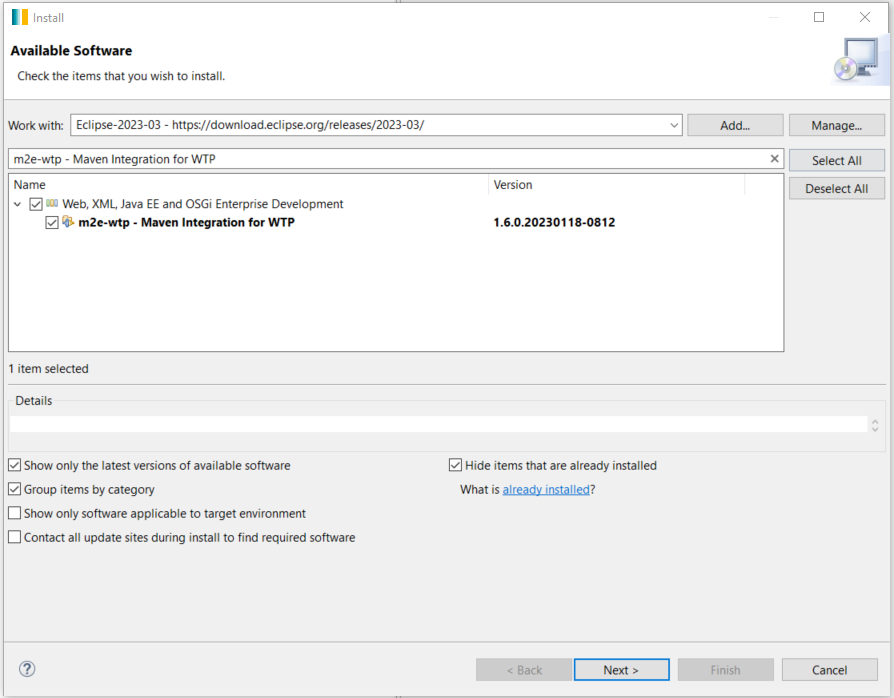 Install
Available Software
Check the items that you wish to install.
Work with: Eclipse-2023-03 - https://download.eclipse.org/releases/2023-03/ Add... Manage...
m2e-wtp - Maven Integration for WTP Select All
Name Version Deselect All
Web, XML, Java EE and OSGi Enterprise Development
m2e-wtp - Maven Integration for WTP 1.6.0.20230118-0812
1 item selected
Details
Show only the latest versions of available software Hide items that are already installed
Group items by category What is already installed?
Show only software applicable to target environment
Contact all update sites during install to find required software
? < Back Next > Finish Cancel